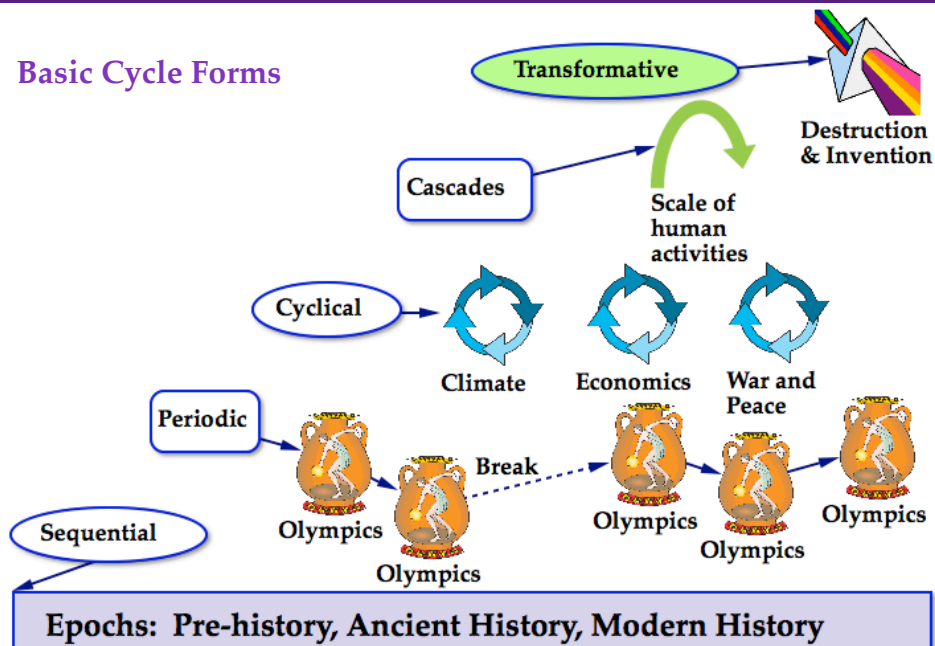 Basic Cycle Forms
Transformative
Destruction
& Invention
Cascades
Scale of
human
activities
Cyclical
Climate
Economics
War and
Peace
Periodic
Break
Olympics
Olympics
Olympics
Olympics
Olympics
Sequential
Epochs: Pre-history, Ancient History, Modern History